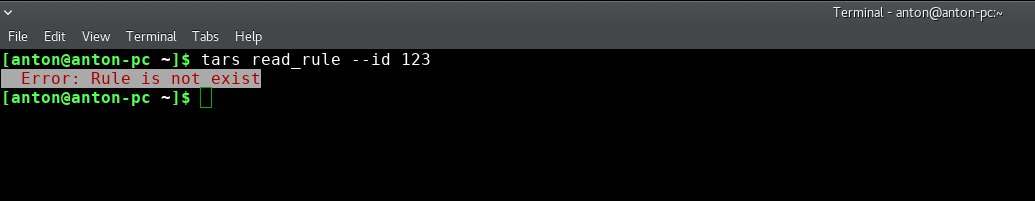 Terminal - anton@anton-pc:~
File Edit View Terminal Tabs Help
[anton@anton-pc ~]$ tars read_rule --id 123
Error: Rule is not exist
[anton@anton-pc ~]$